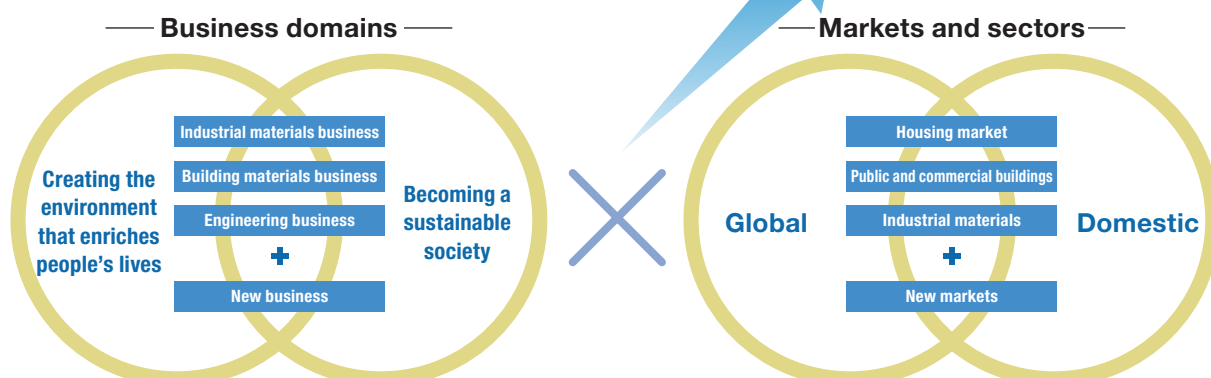 Business domains
Creating the
environment
that enriches
people's lives
Industrial materials business
Building materials business
Engineering business
+
New business
Becoming a
sustainable
society
×
Markets and sectors
Global
Housing market
Public and commercial buildings
Industrial materials
+
New markets
Domestic